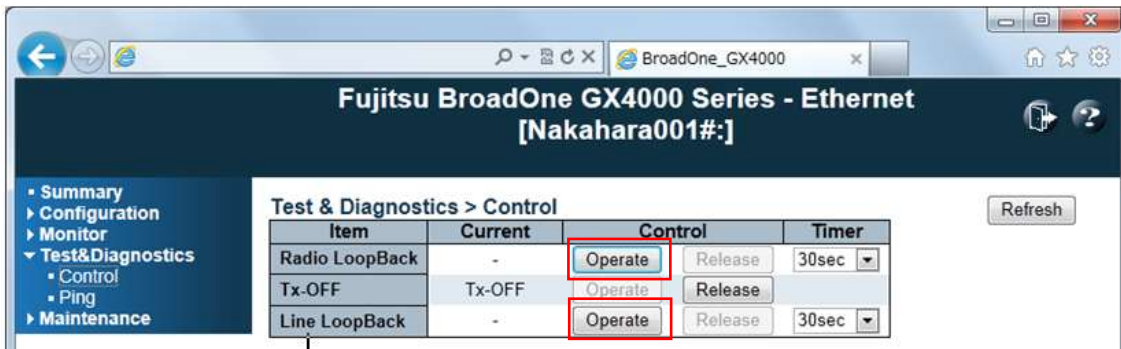 BroadOne_GX4000
Fujitsu BroadOne GX4000 Series - Ethernet
[Nakahara001#:]
Summary
Configuration
Monitor
Test&Diagnostics
Control
Ping
Maintenance
Test & Diagnostics > Control
Refresh
Item Current Control Timer
Radio LoopBack - Operate Release 30sec
Tx-OFF Tx-OFF Operate Release
Line LoopBack - Operate Release 30sec